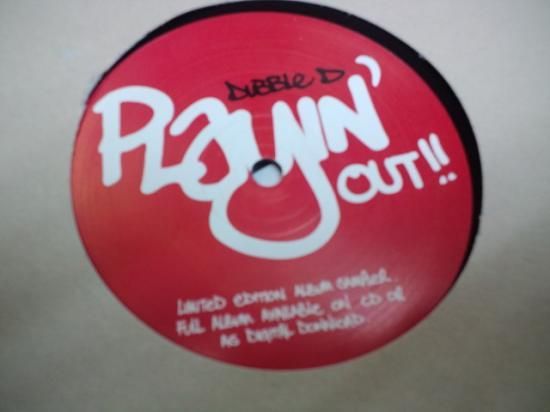 DUBBLE D
PLayin'
OUT!!
LIMITED EDITION ALBUM SAMPLER.
FULL ALBUM AVAILABLE ON CD OR
AS DIGITAL DOWNLOAD.